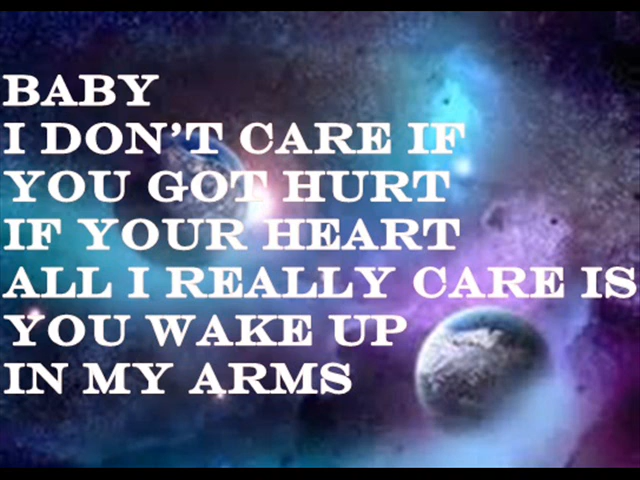 BABY
I DON'T CARE IF
YOU GOT HURT
IF YOUR HEART
ALL I REALLY CARE IS
YOU WAKE UP
IN MY ARMS